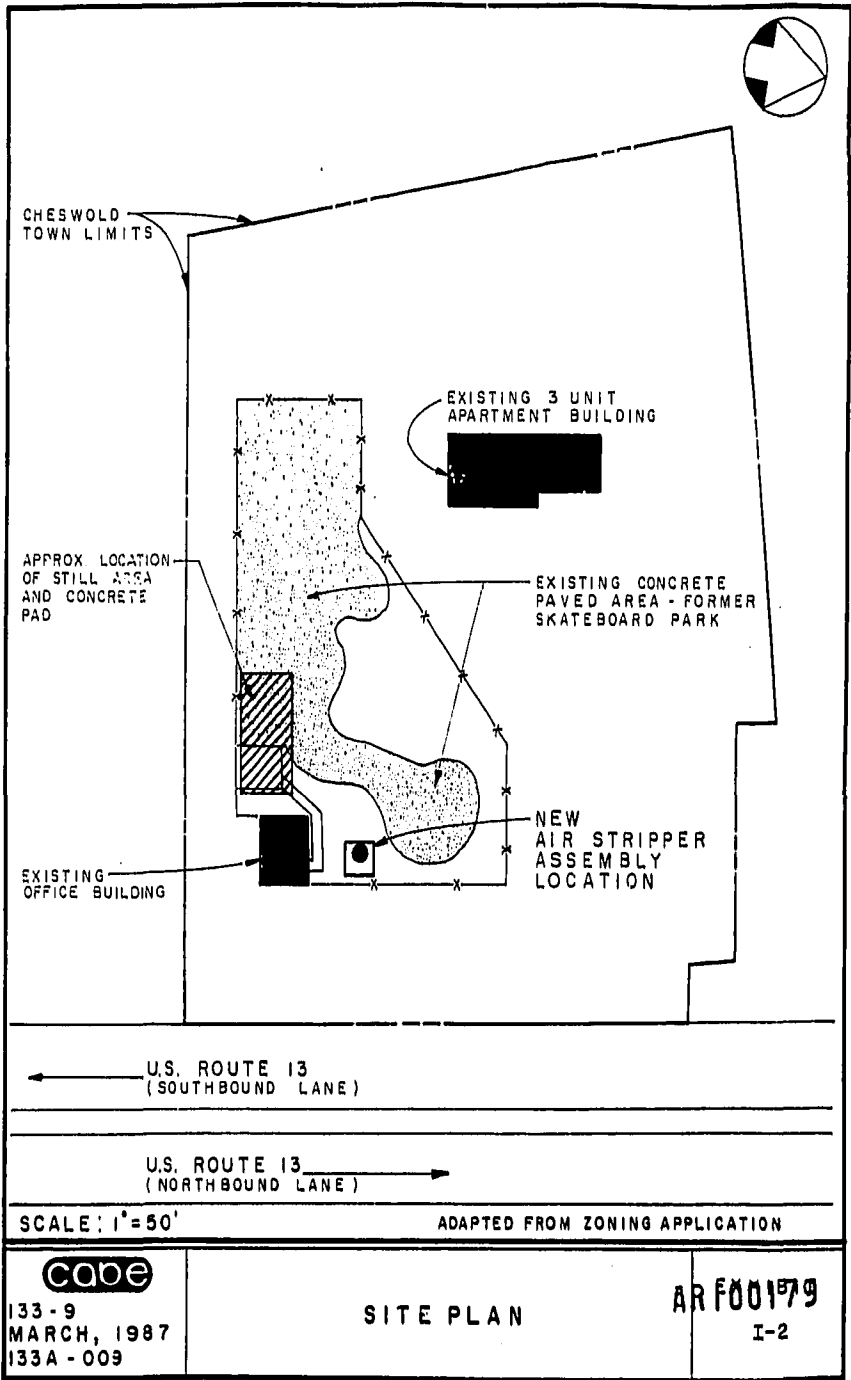 CHESWOLD
TOWN LIMITS
EXISTING 3 UNIT
APARTMENT BUILDING
APPROX. LOCATION
OF STILL AREA
AND CONCRETE
PAD
EXISTING CONCRETE
PAVED AREA - FORMER
SKATEBOARD PARK
NEW
AIR STRIPPER
ASSEMBLY
LOCATION
EXISTING
OFFICE BUILDING
U.S. ROUTE 13
(SOUTHBOUND LANE)
U.S. ROUTE 13
(NORTHBOUND LANE)
SCALE: 1"=50'
ADAPTED FROM ZONING APPLICATION
cabe
133-9
MARCH, 1987
133A-009
SITE PLAN
I-2